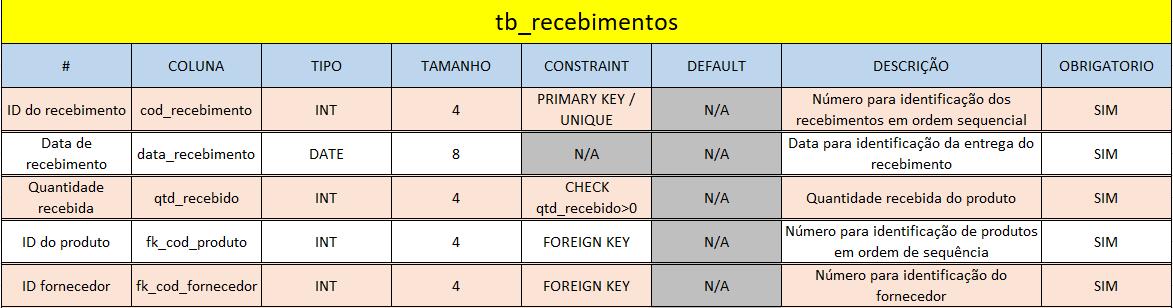 tb_recebimentos
# COLUNA TIPO TAMANHO CONSTRAINT DEFAULT DESCRIÇÃO OBRIGATORIO
ID do recebimento cod_recebimento INT 4 PRIMARY KEY / UNIQUE N/A Número para identificação dos recebimentos em ordem sequencial SIM
Data de recebimento data_recebimento DATE 8 N/A N/A Data para identificação da entrega do recebimento SIM
Quantidade recebida qtd_recebido INT 4 CHECK qtd_recebido>0 N/A Quantidade recebida do produto SIM
ID do produto fk_cod_produto INT 4 FOREIGN KEY N/A Número para identificação de produtos em ordem de sequência SIM
ID fornecedor fk_cod_fornecedor INT 4 FOREIGN KEY N/A Número para identificação do fornecedor SIM